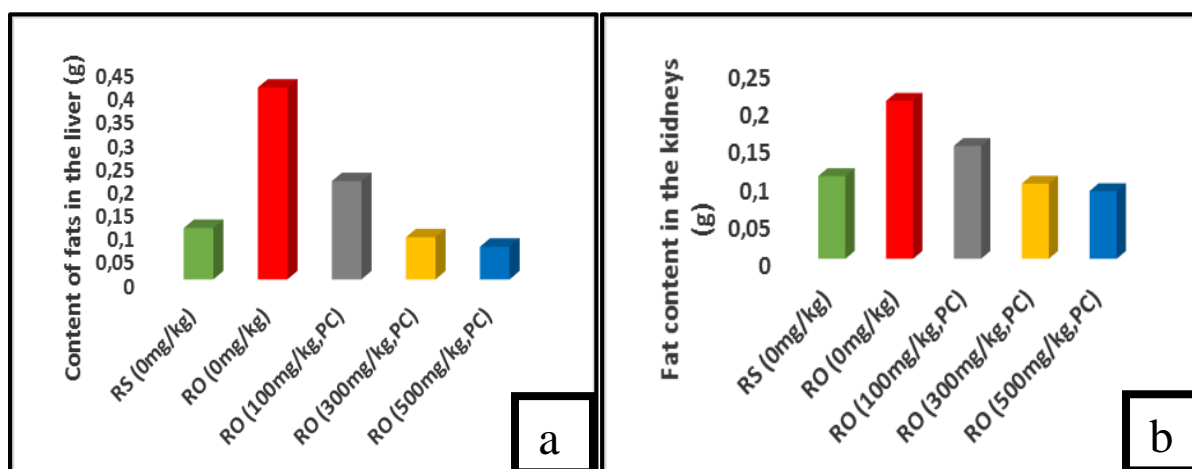 Content of fats in the liver (g)
0,45
0,4
0,35
0,3
0,25
0,2
0,15
0,1
0,05
0
RS (0mg/kg)
RO (0mg/kg)
RO (100mg/kg,PC)
RO (300mg/kg,PC)
RO (500mg/kg,PC)
a
Fat content in the kidneys
(g)
0,25
0,2
0,15
0,1
0,05
0
RS (0mg/kg)
RO (0mg/kg)
RO (100mg/kg,PC)
RO (300mg/kg,PC)
RO (500mg/kg,PC)
b